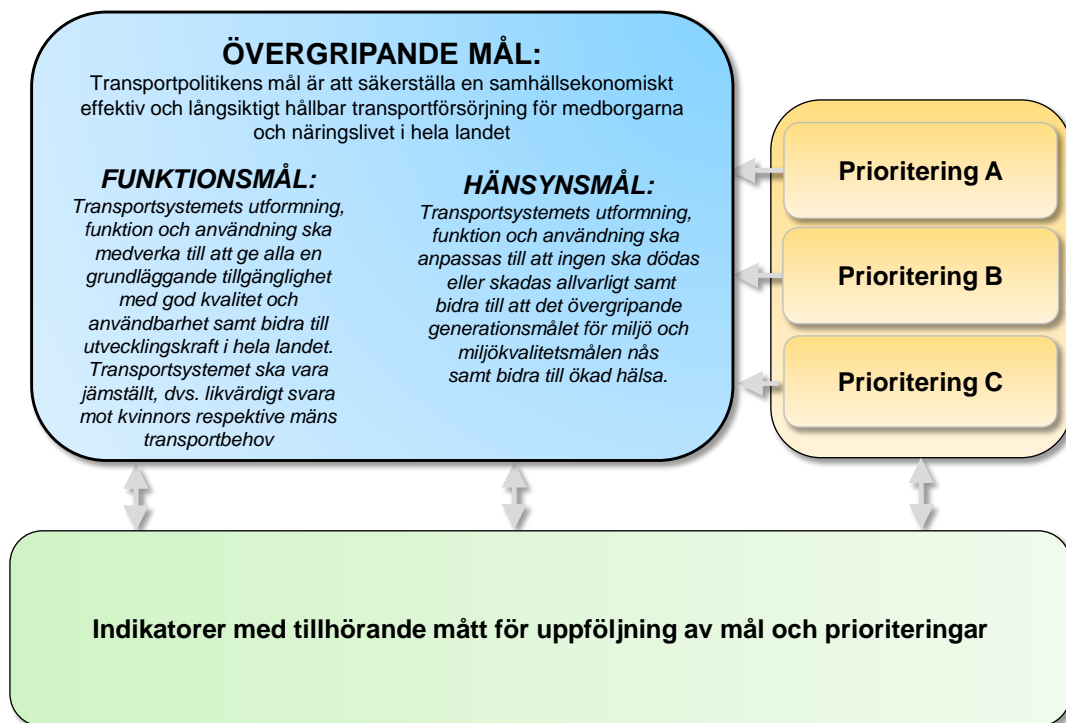 ÖVERGRIPANDE MÅL:
Transportpolitikens mål är att säkerställa en samhällsekonomiskt
effektiv och långsiktigt hållbar transportförsörjning för medborgarna
och näringslivet i hela landet
FUNKTIONSMÅL:
Transportsystemets utformning,
funktion och användning ska
medverka till att ge alla en
grundläggande tillgänglighet
med god kvalitet och
användbarhet samt bidra till
utvecklingskraft i hela landet.
Transportsystemet ska vara
jämställt, dvs. likvärdigt svara
mot kvinnors respektive mäns
transportbehov
HÄNSYNSMÅL:
Transportsystemets utformning,
funktion och användning ska
anpassas till att ingen ska dödas
eller skadas allvarligt samt
bidra till att det övergripande
generationsmålet för miljö och
miljökvalitetsmålen nås
samt bidra till ökad hälsa.
Prioritering A
Prioritering B
Prioritering C
Indikatorer med tillhörande mått för uppföljning av mål och prioriteringar